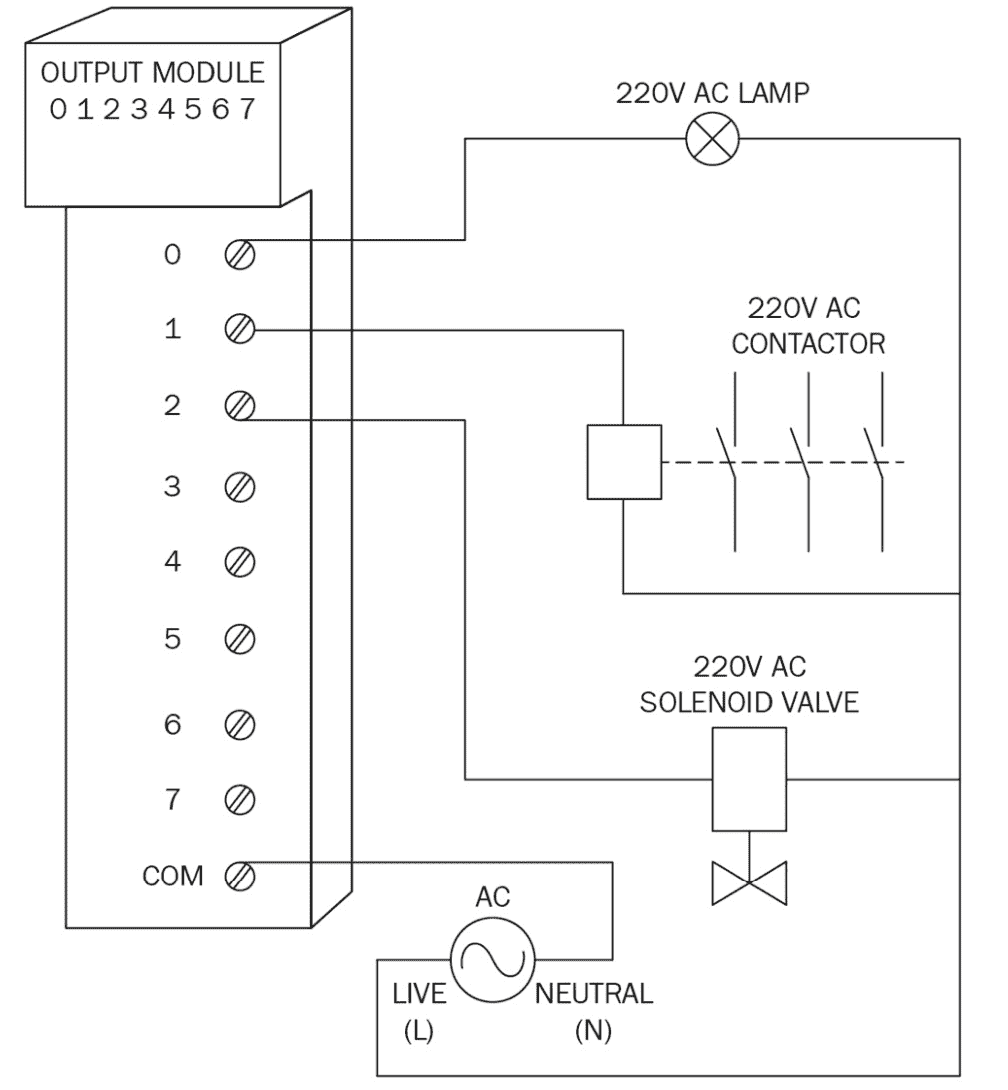 OUTPUT MODULE
0 1 2 3 4 5 6 7
220V AC LAMP
0
1
2
3
4
5
6
7
COM
220V AC
CONTACTOR
220V AC
SOLENOID VALVE
AC
LIVE
(L)
NEUTRAL
(N)